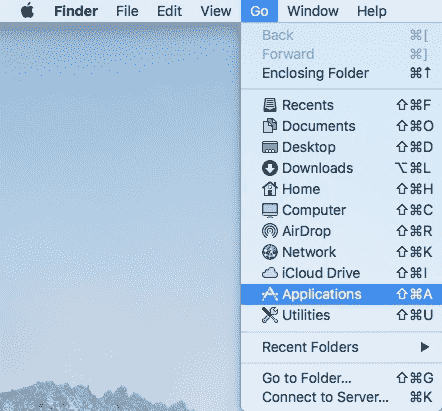 Finder File Edit View Go Window Help
Back ⌘[
Forward ⌘]
Enclosing Folder ⌘↑
Recents ⇧⌘F
Documents ⇧⌘O
Desktop ⇧⌘D
Downloads ⌥⌘L
Home ⇧⌘H
Computer ⇧⌘C
AirDrop ⇧⌘R
Network ⇧⌘K
iCloud Drive ⇧⌘I
Applications ⇧⌘A
Utilities ⇧⌘U
Recent Folders
Go to Folder... ⇧⌘G
Connect to Server... ⌘K